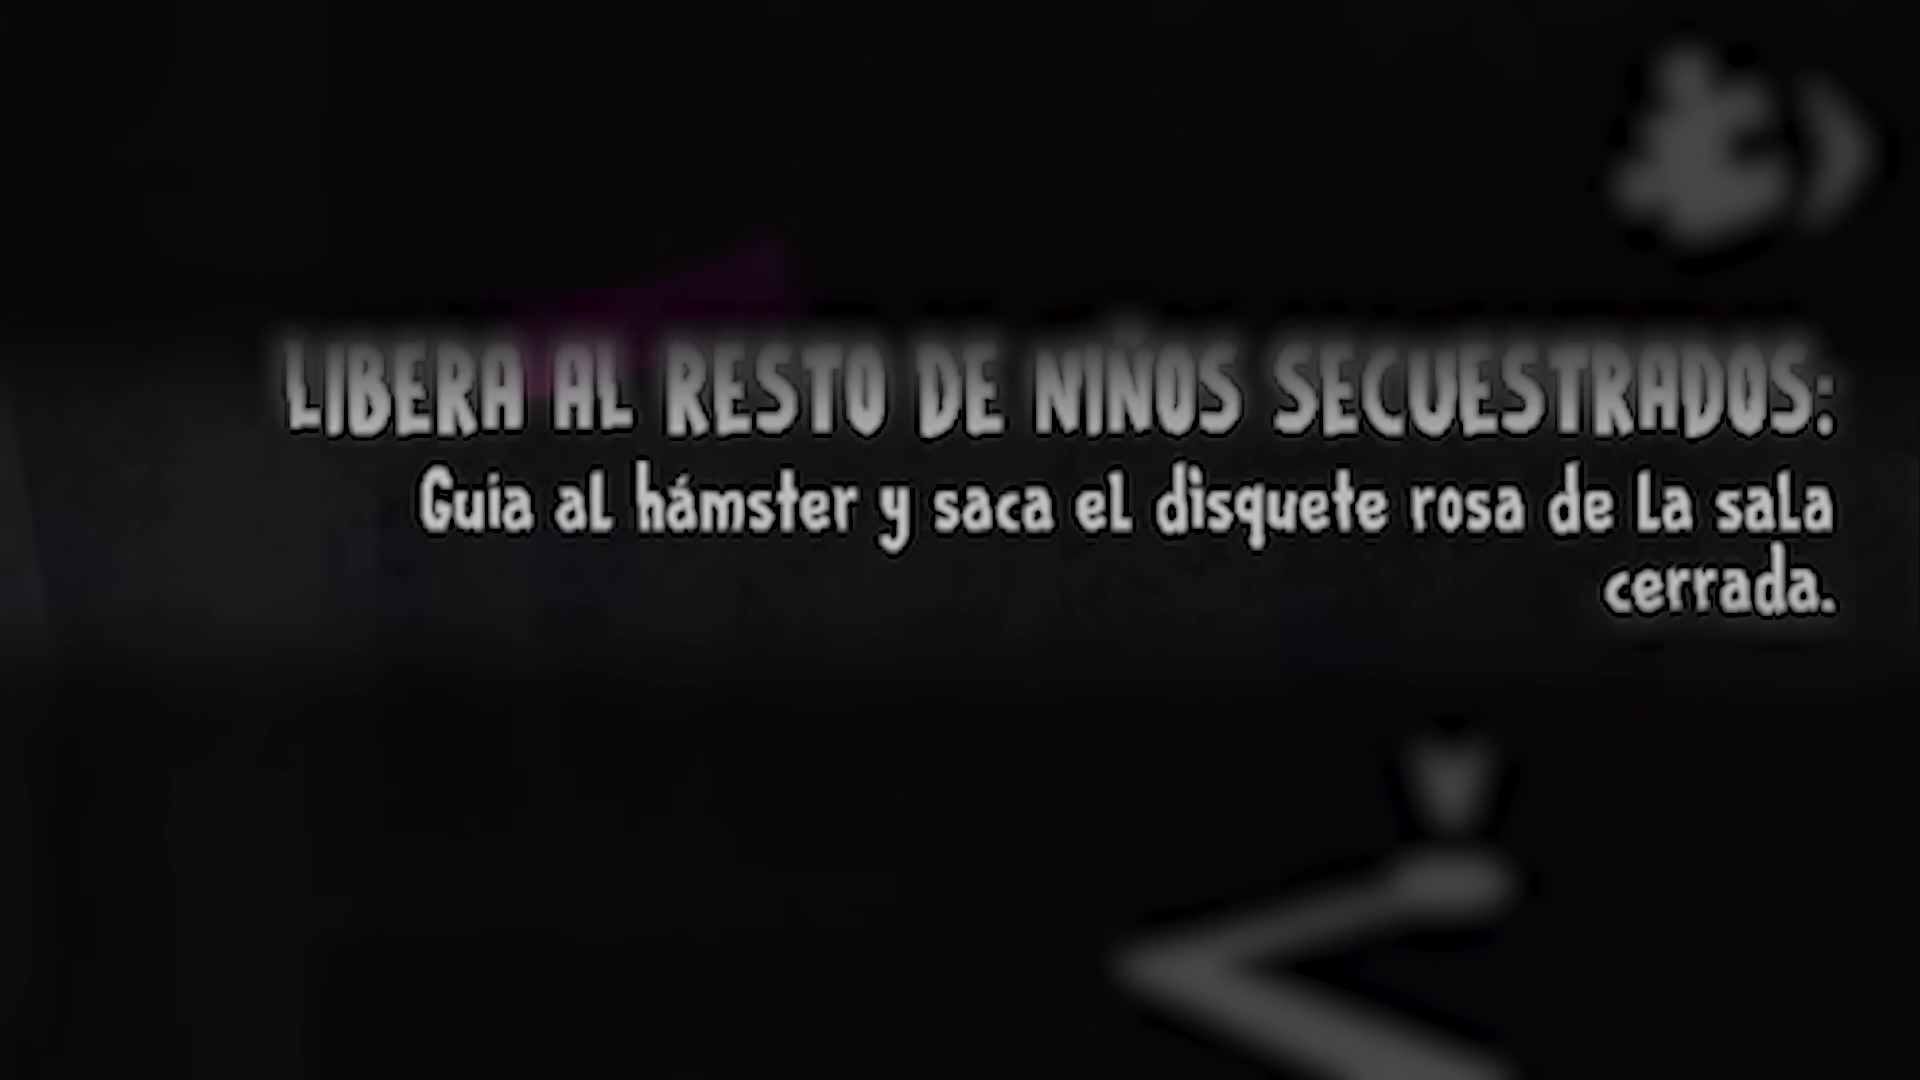 LIBERA AL RESTO DE NIÑOS SECUESTRADOS:
Guía al hámster y saca el disquete rosa de la sala
cerrada.